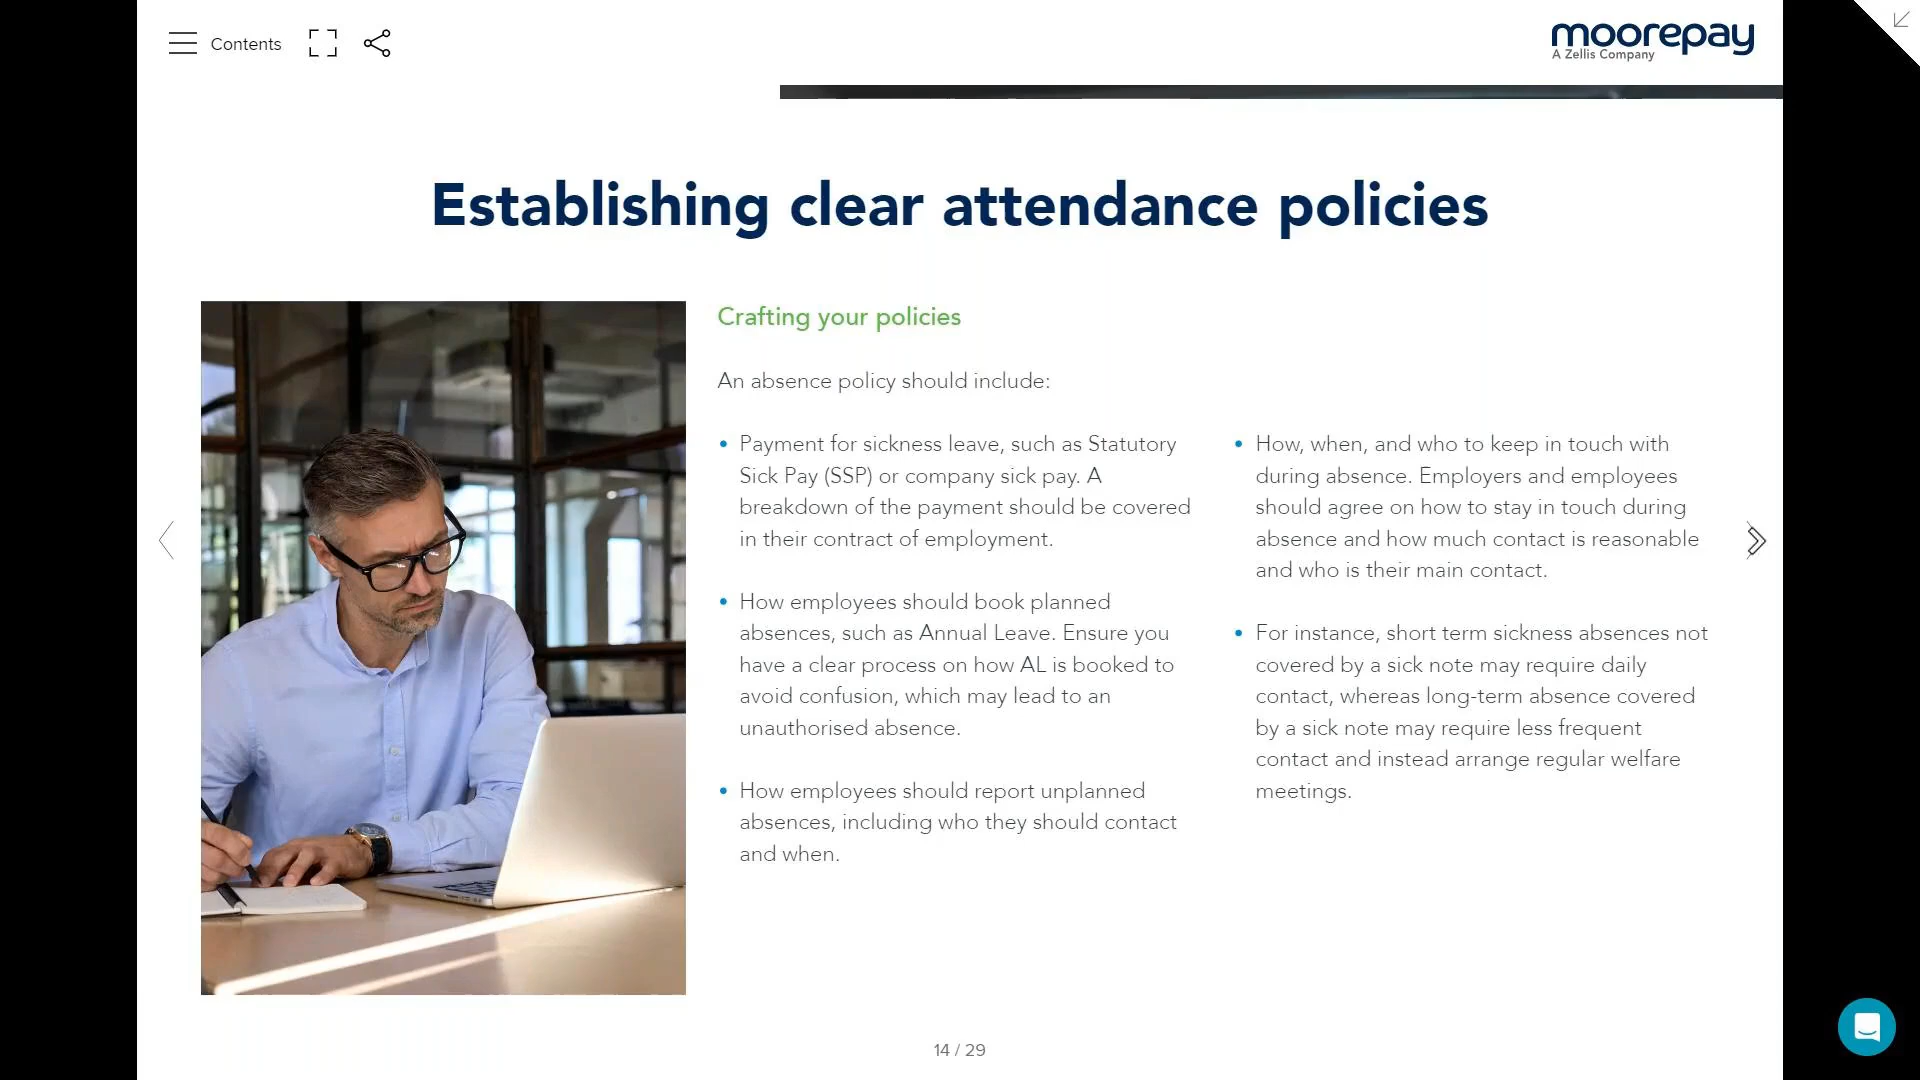 Contents
moorepay
A Zellis Company
Establishing clear attendance policies
Crafting your policies
An absence policy should include:
• Payment for sickness leave, such as Statutory
Sick Pay (SSP) or company sick pay. A
breakdown of the payment should be covered
in their contract of employment.
• How employees should book planned
absences, such as Annual Leave. Ensure you
have a clear process on how AL is booked to
avoid confusion, which may lead to an
unauthorised absence.
• How employees should report unplanned
absences, including who they should contact
and when.
• How, when, and who to keep in touch with
during absence. Employers and employees
should agree on how to stay in touch during
absence and how much contact is reasonable
and who is their main contact.
• For instance, short term sickness absences not
covered by a sick note may require daily
contact, whereas long-term absence covered
by a sick note may require less frequent
contact and instead arrange regular welfare
meetings.
14 / 29